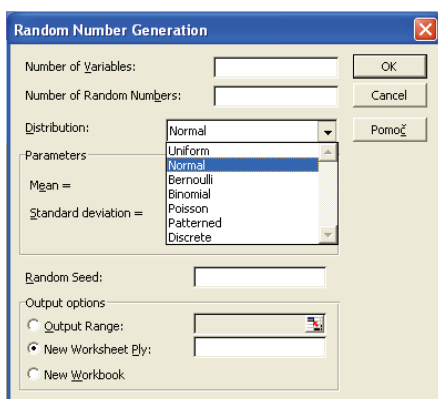 Random Number Generation
Number of Variables:
OK
Number of Random Numbers:
Cancel
Distribution:
Normal
Pomoč
Parameters
Uniform
Normal
Bernoulli
Binomial
Poisson
Patterned
Discrete
Mean =
Standard deviation =
Random Seed:
Output options
Output Range:
New Worksheet Ply:
New Workbook